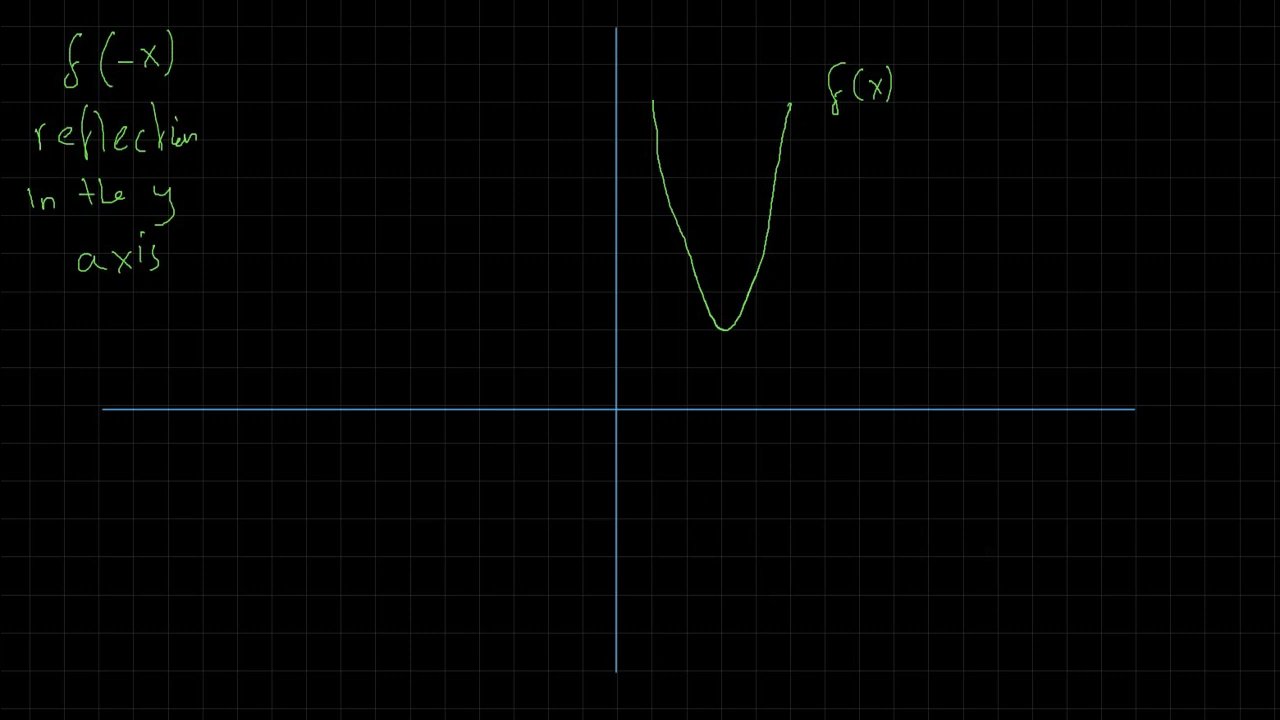 f(-x)
reflection
in the y
axis
f(x)